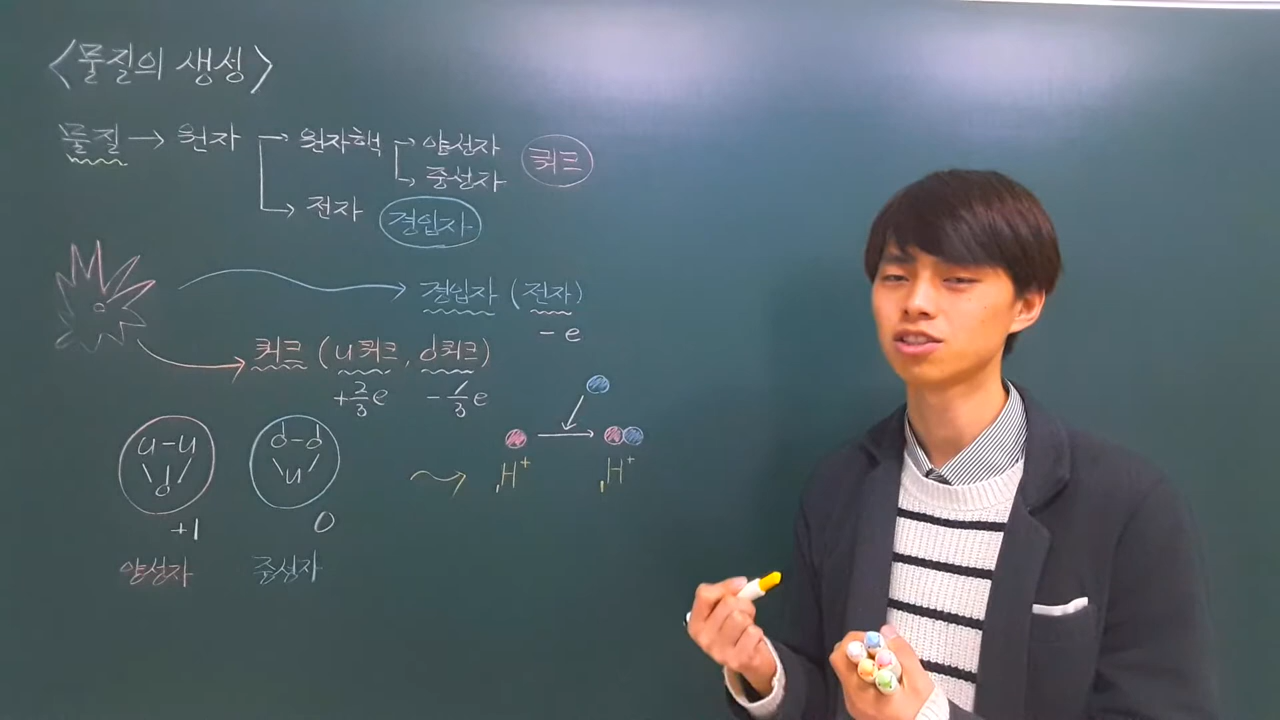 <물질의 생성>
물질 → 원자 → 원자핵 → 양성자 쿼크
→ 중성자
→ 전자 경입자
→ 경입자 (전자)
- e
→ 쿼크 (u쿼크, d쿼크)
+2/3e -1/3e
u-u d-d
d u
→ ₁H⁺ → ₁H⁺
+1 0
양성자 중성자